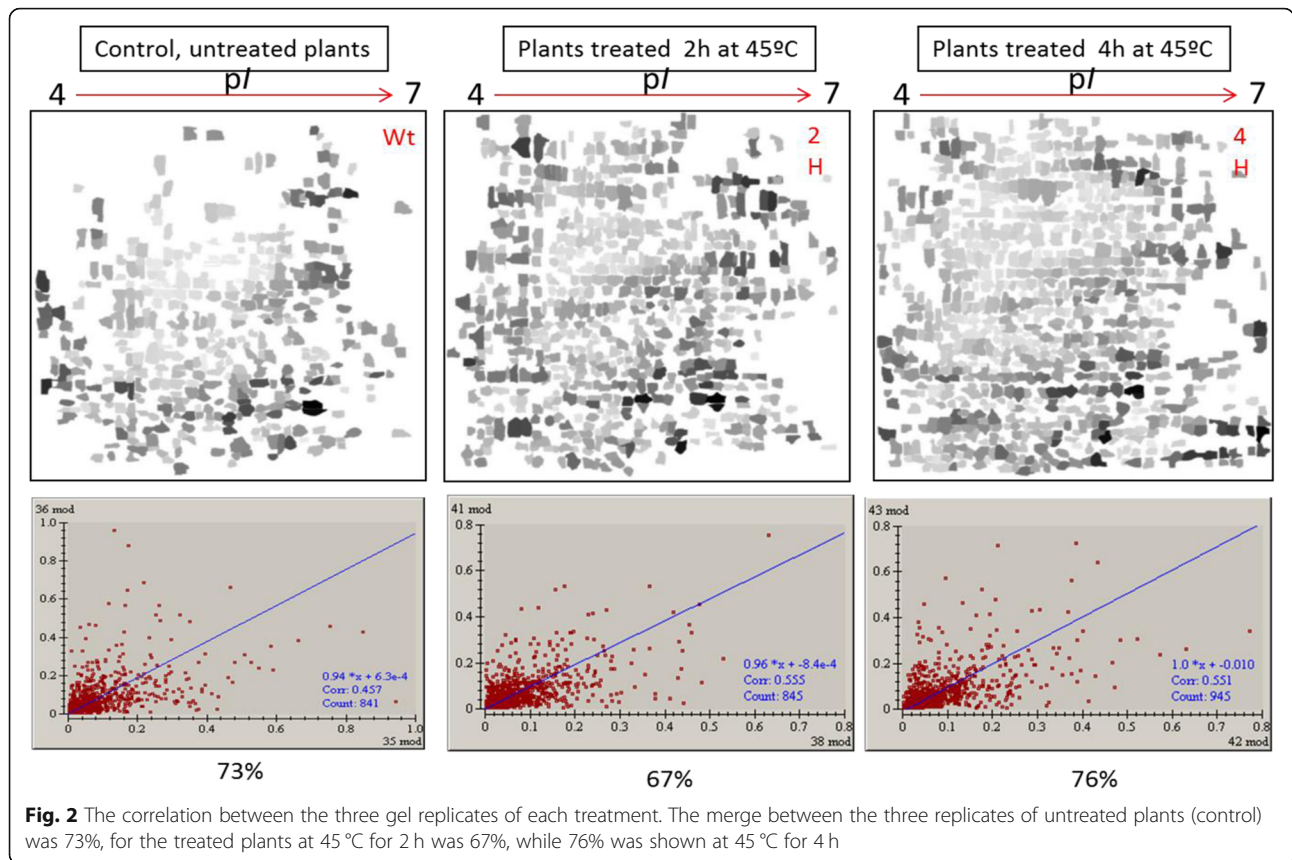 Control, untreated plants
Plants treated 2h at 45ºC
Plants treated 4h at 45ºC
4 pI 7
4 pI 7
4 pI 7
Wt
2
H
4
H
36 mod
1.0
0.8
0.6
0.4
0.2
0
0 0.2 0.4 0.6 0.8 1.0
35 mod
0.94 *x + 6.3e-4
Corr: 0.457
Count: 841
41 mod
0.8
0.6
0.4
0.2
0
0 0.1 0.2 0.3 0.4 0.5 0.6 0.7 0.8
38 mod
0.96 *x + -8.4e-4
Corr: 0.555
Count: 845
43 mod
0.8
0.6
0.4
0.2
0
0 0.1 0.2 0.3 0.4 0.5 0.6 0.7 0.8
42 mod
1.0 *x + -0.010
Corr: 0.551
Count: 945
73%
67%
76%
Fig. 2 The correlation between the three gel replicates of each treatment. The merge between the three replicates of untreated plants (control)
was 73%, for the treated plants at 45 °C for 2 h was 67%, while 76% was shown at 45 °C for 4 h